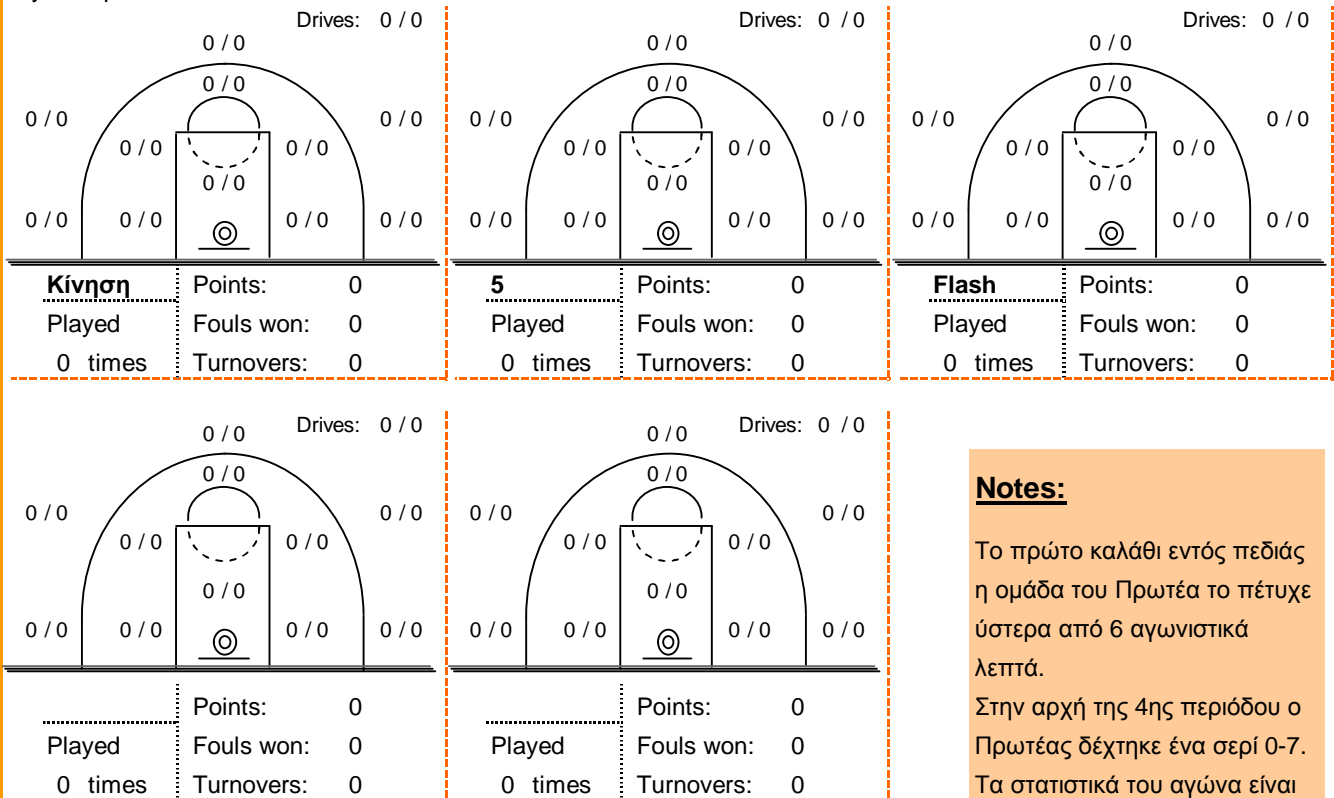 Drives: 0 / 0
0 / 0
0 / 0
0 / 0 0 / 0
0 / 0 0 / 0
0 / 0
0 / 0 0 / 0 0 / 0 0 / 0
Κίνηση Points: 0
Played Fouls won: 0
0 times Turnovers: 0
Drives: 0 / 0
0 / 0
0 / 0
0 / 0 0 / 0
0 / 0 0 / 0
0 / 0
0 / 0 0 / 0 0 / 0 0 / 0
5 Points: 0
Played Fouls won: 0
0 times Turnovers: 0
Drives: 0 / 0
0 / 0
0 / 0
0 / 0 0 / 0
0 / 0 0 / 0
0 / 0
0 / 0 0 / 0 0 / 0 0 / 0
Flash Points: 0
Played Fouls won: 0
0 times Turnovers: 0
Drives: 0 / 0
0 / 0
0 / 0
0 / 0 0 / 0
0 / 0 0 / 0
0 / 0
0 / 0 0 / 0 0 / 0 0 / 0
Points: 0
Played Fouls won: 0
0 times Turnovers: 0
Drives: 0 / 0
0 / 0
0 / 0
0 / 0 0 / 0
0 / 0 0 / 0
0 / 0
0 / 0 0 / 0 0 / 0 0 / 0
Points: 0
Played Fouls won: 0
0 times Turnovers: 0
Notes:
Το πρώτο καλάθι εντός πεδιάς
η ομάδα του Πρωτέα το πέτυχε
ύστερα από 6 αγωνιστικά
λεπτά.
Στην αρχή της 4ης περιόδου ο
Πρωτέας δέχτηκε ένα σερί 0-7.
Τα στατιστικά του αγώνα είναι